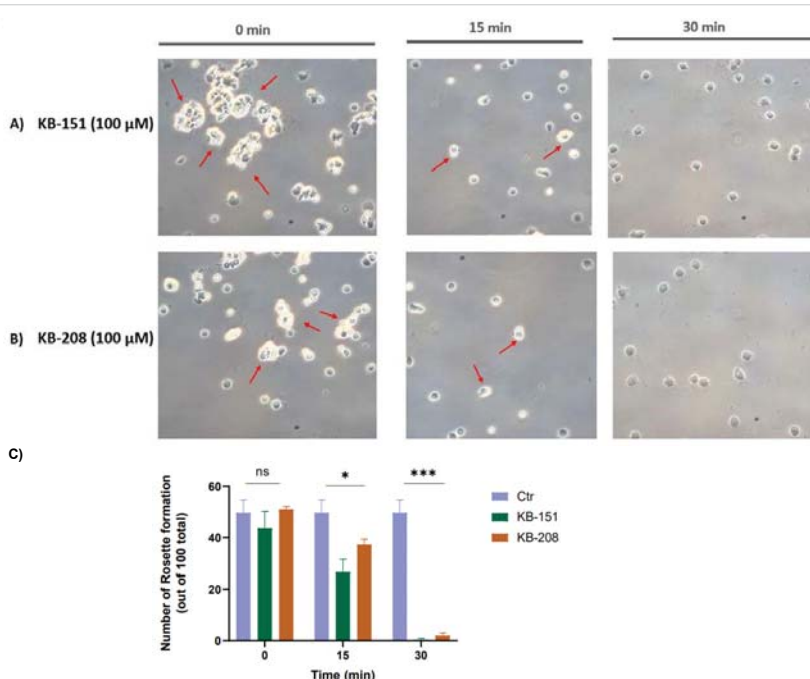 0 min 15 min 30 min
A) KB-151 (100 µM)
B) KB-208 (100 µM)
C)
ns * ***
Number of Rosette formation
(out of 100 total)
60
40
20
0
0 15 30
Time (min)
Ctr
KB-151
KB-208